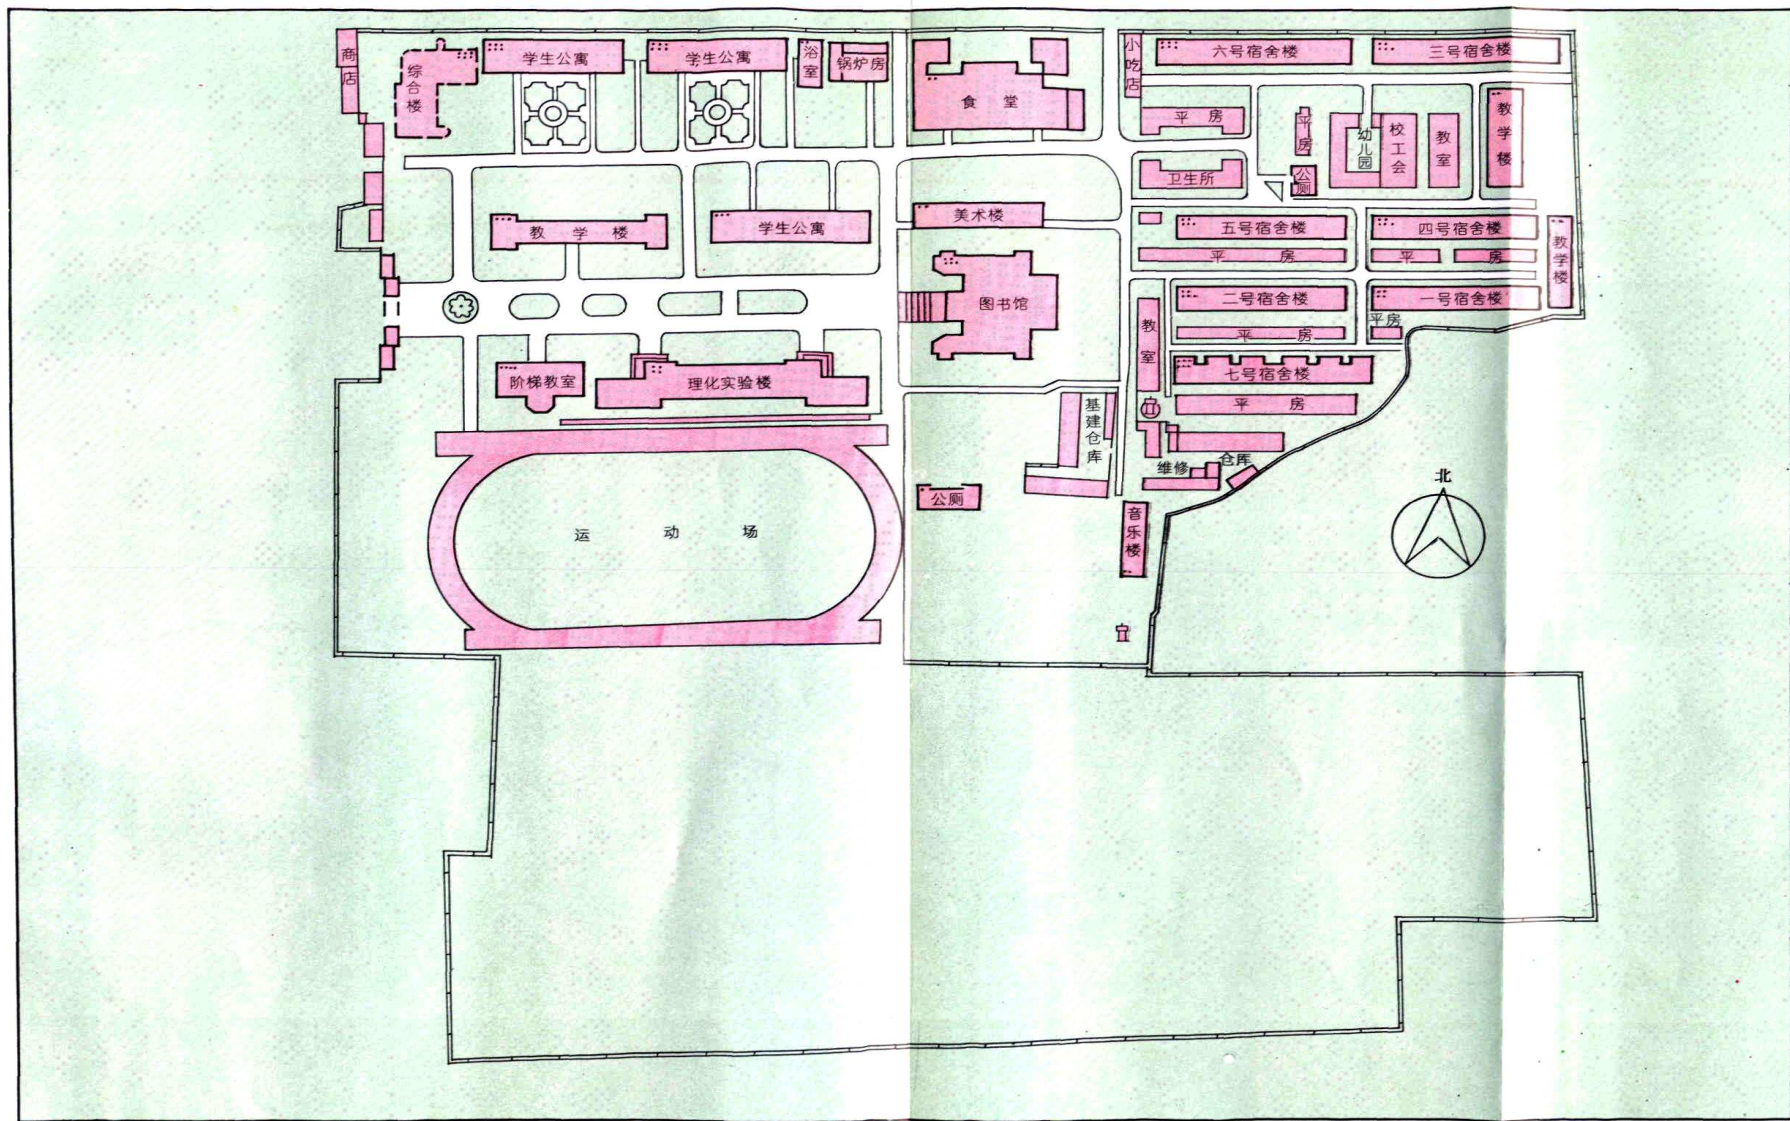 商店
综合楼
学生公寓
学生公寓
浴室
锅炉房
食堂
小吃店
六号宿舍楼
三号宿舍楼
平房
平房
幼儿园
校工会
教室
教学楼
卫生所
公厕
教学楼
学生公寓
美术楼
五号宿舍楼
四号宿舍楼
平房
平房
教学楼
图书馆
二号宿舍楼
一号宿舍楼
教室
平房
平房
阶梯教室
理化实验楼
七号宿舍楼
平房
基建仓库
维修
仓库
公厕
音乐楼
运动场
北